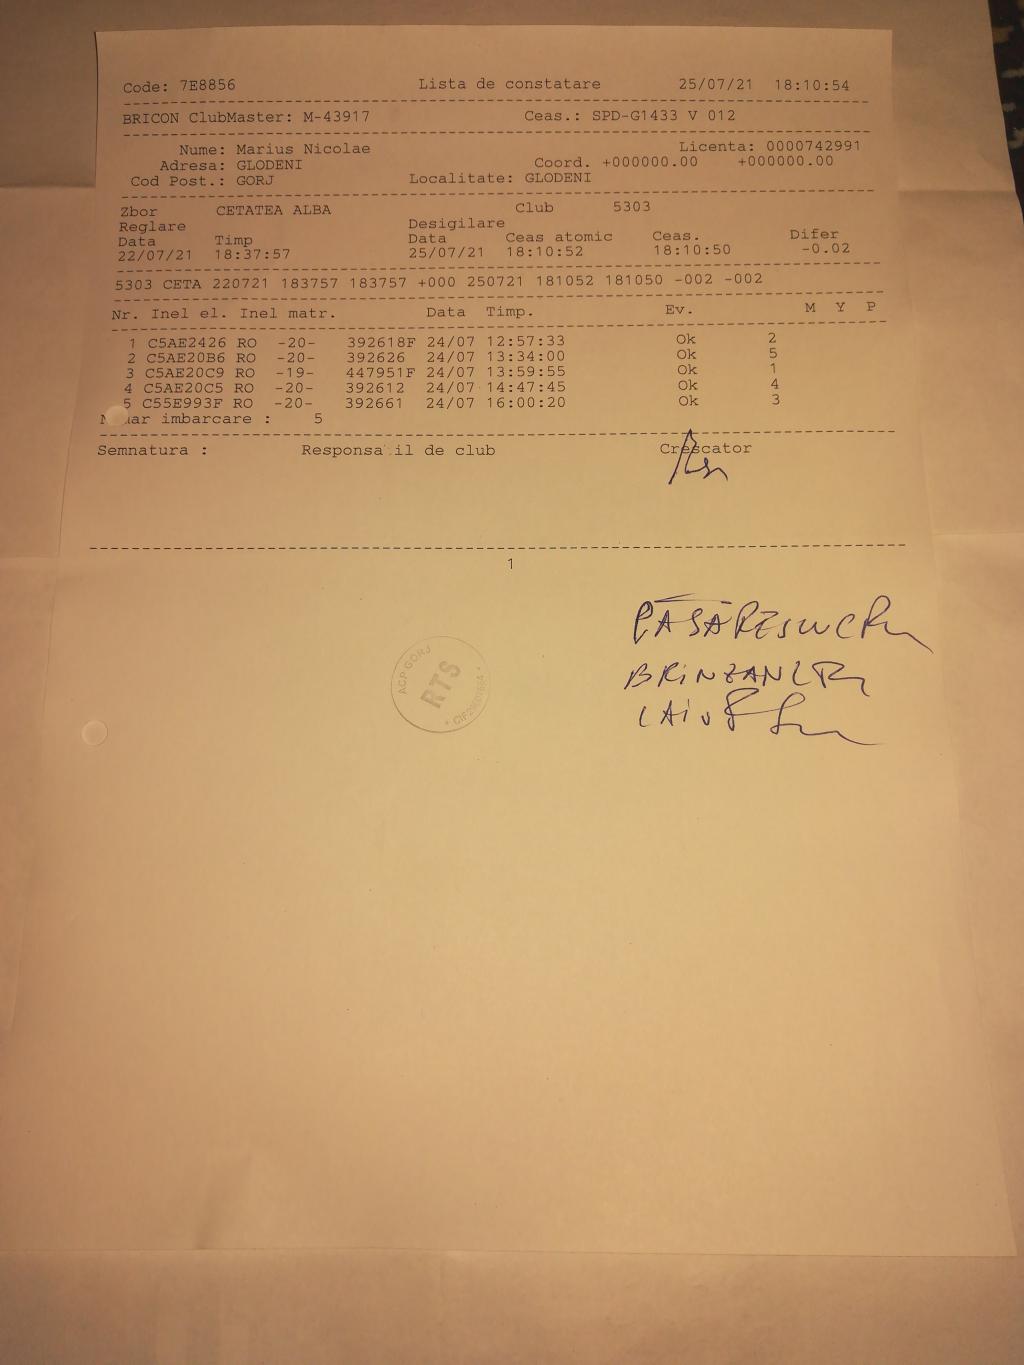 Code: 7E8856 Lista de constatare 25/07/21 18:10:54
BRICON ClubMaster: M-43917 Ceas.: SPD-G1433 V 012
Nume: Marius Nicolae Licenta: 0000742991
Adresa: GLODENI Coord. +000000.00 +000000.00
Cod Post.: GORJ Localitate: GLODENI
Zbor CETATEA ALBA Club 5303
Reglare Desigilare
Data Timp Data Ceas atomic Ceas. Difer
22/07/21 18:37:57 25/07/21 18:10:52 18:10:50 -0.02
5303 CETA 220721 183757 183757 +000 250721 181052 181050 -002 -002
Nr. Inel el. Inel matr. Data Timp. Ev. M Y P
1 C5AE2426 RO -20- 392618F 24/07 12:57:33 Ok 2
2 C5AE20B6 RO -20- 392626 24/07 13:34:00 Ok 5
3 C5AE20C9 RO -19- 447951F 24/07 13:59:55 Ok 1
4 C5AE20C5 RO -20- 392612 24/07 14:47:45 Ok 4
5 C55E993F RO -20- 392661 24/07 16:00:20 Ok 3
imbarcare : 5
Semnatura : Responsa il de club Crescator
1
ACP GORJ
RTS